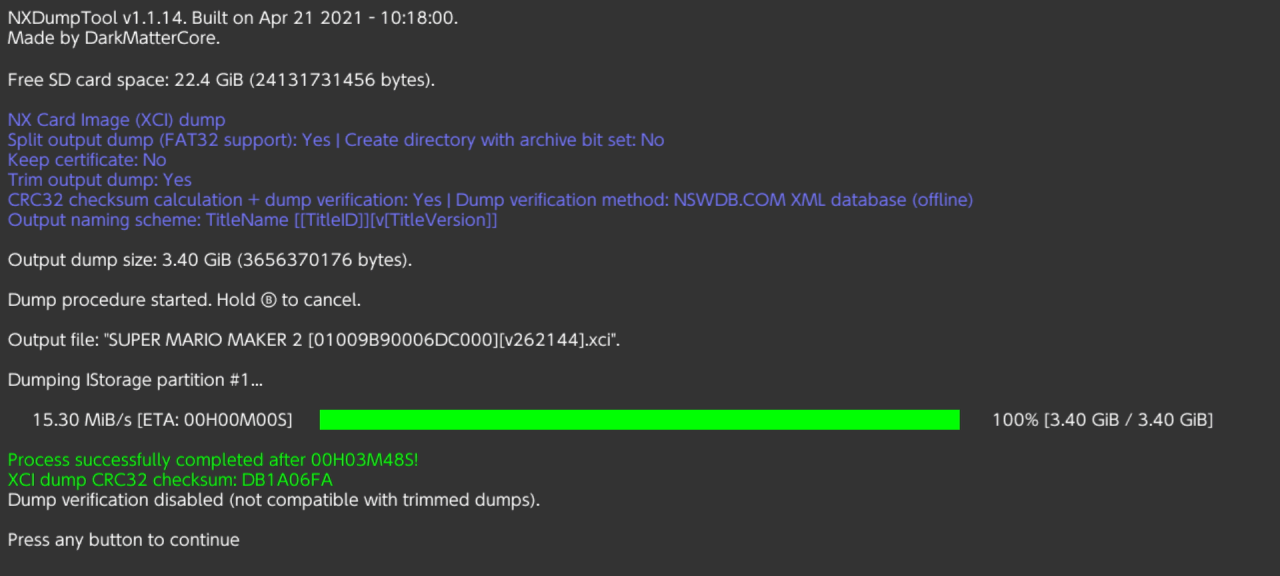 NXDumpTool v1.1.14. Built on Apr 21 2021 - 10:18:00.
Made by DarkMatterCore.
Free SD card space: 22.4 GiB (24131731456 bytes).
NX Card Image (XCI) dump
Split output dump (FAT32 support): Yes | Create directory with archive bit set: No
Keep certificate: No
Trim output dump: Yes
CRC32 checksum calculation + dump verification: Yes | Dump verification method: NSWDB.COM XML database (offline)
Output naming scheme: TitleName [[TitleID]][v[TitleVersion]]
Output dump size: 3.40 GiB (3656370176 bytes).
Dump procedure started. Hold Ⓑ to cancel.
Output file: "SUPER MARIO MAKER 2 [01009B90006DC000][v262144].xci".
Dumping IStorage partition #1...
15.30 MiB/s [ETA: 00H00M00S] 100% [3.40 GiB / 3.40 GiB]
Process successfully completed after 00H03M48S!
XCI dump CRC32 checksum: DB1A06FA
Dump verification disabled (not compatible with trimmed dumps).
Press any button to continue